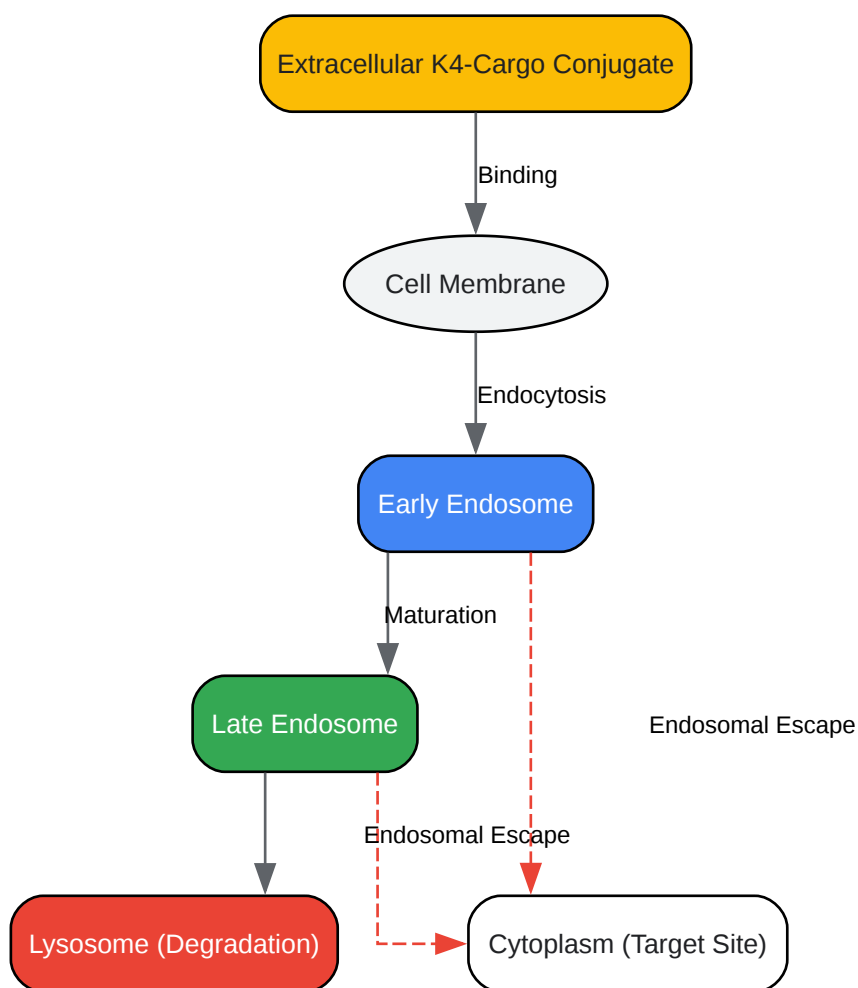 Extracellular K4-Cargo Conjugate
Binding
Cell Membrane
Endocytosis
Early Endosome
Maturation
Late Endosome
Endosomal Escape
Endosomal Escape
Lysosome (Degradation)
Cytoplasm (Target Site)